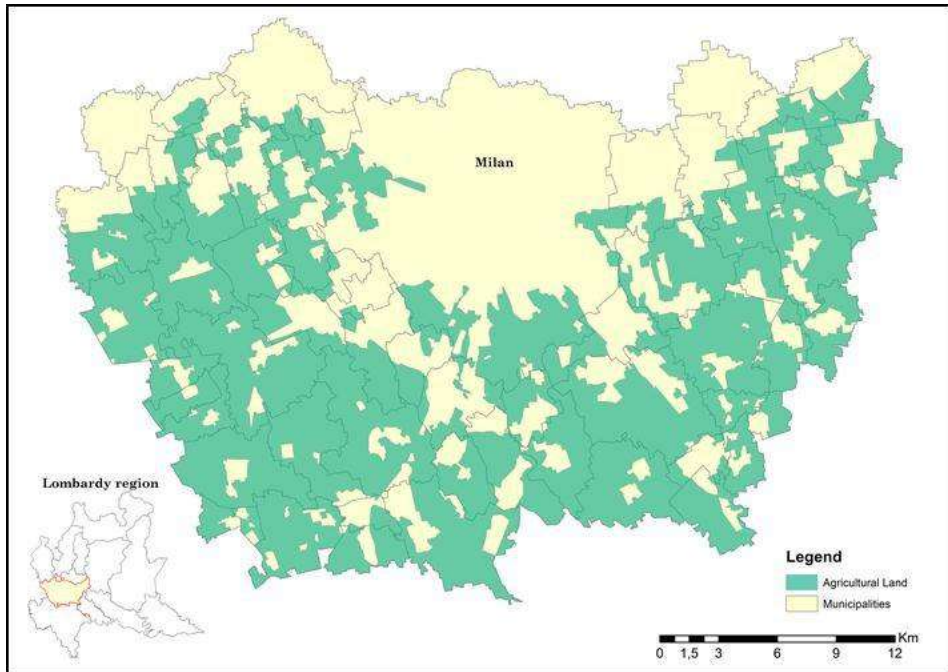 Milan
Lombardy region
Legend
Agricultural Land
Municipalities
Km
0 1,5 3 6 9 12